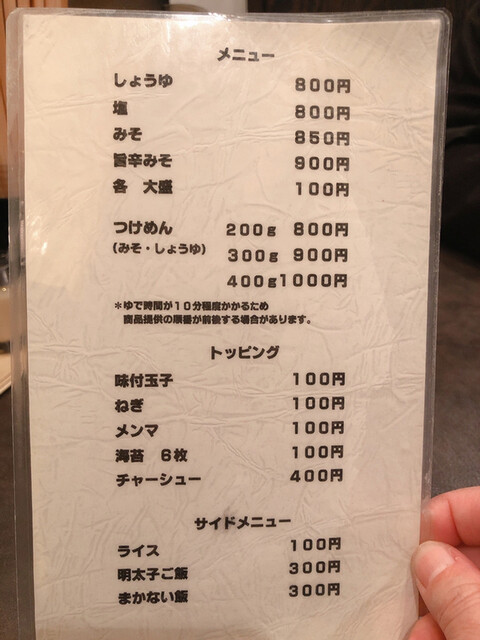 メニュー
しょうゆ 800円
塩 800円
みそ 850円
旨辛みそ 900円
各　大盛 100円
つけめん 200g 800円
(みそ・しょうゆ) 300g 900円
400g 1000円
＊ゆで時間が10分程度かかるため
商品提供の順番が前後する場合があります。
トッピング
味付玉子 100円
ねぎ 100円
メンマ 100円
海苔　6枚 100円
チャーシュー 400円
サイドメニュー
ライス 100円
明太子ご飯 300円
まかない飯 300円